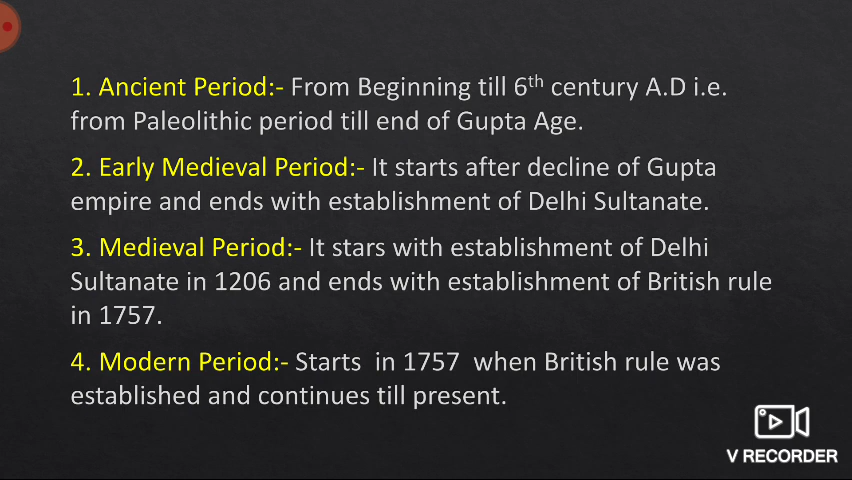 1. Ancient Period:- From Beginning till 6th century A.D i.e.
from Paleolithic period till end of Gupta Age.
2. Early Medieval Period:- It starts after decline of Gupta
empire and ends with establishment of Delhi Sultanate.
3. Medieval Period:- It stars with establishment of Delhi
Sultanate in 1206 and ends with establishment of British rule
in 1757.
4. Modern Period:- Starts  in 1757  when British rule was
established and continues till present.
V RECORDER